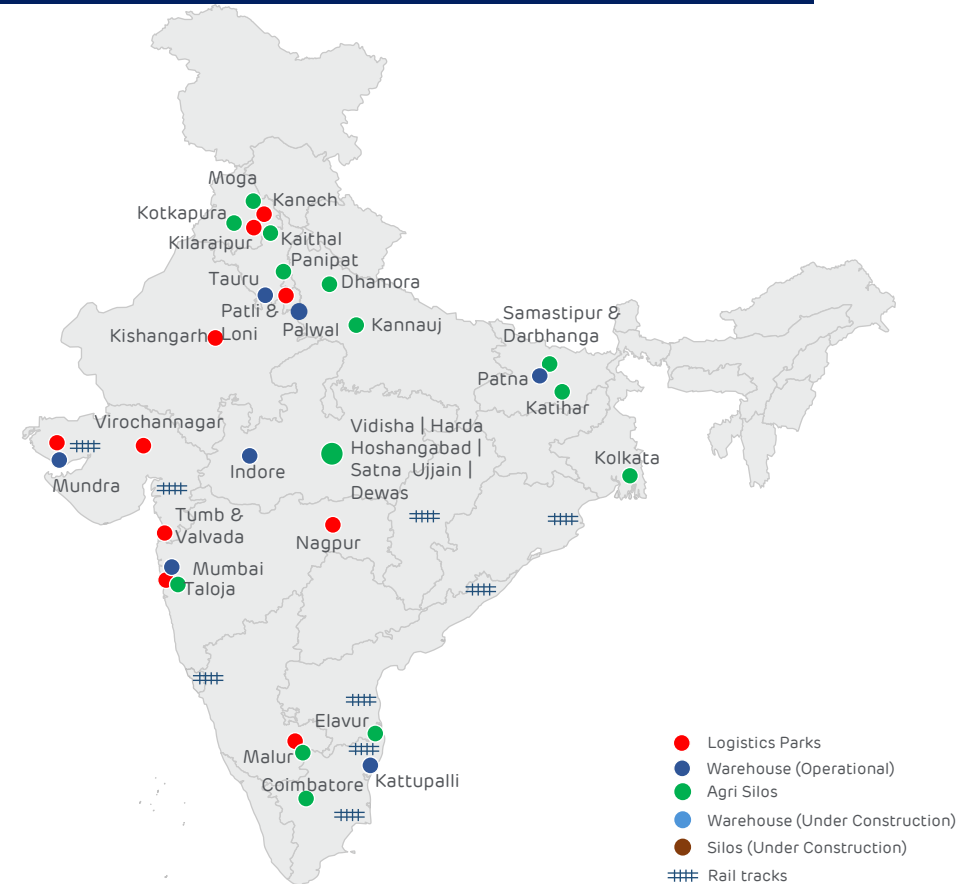 Moga
Kanech
Kotkapura
Kilaraipur
Kaithal
Panipat
Tauru
Dhamora
Patli &
Palwal
Kannauj
Samastipur &
Darbhanga
Kishangarh
Loni
Patna
Katihar
Virochannagar
Vidisha | Harda
Hoshangabad |
Satna Ujjain |
Dewas
Indore
Kolkata
Mundra
Tumb &
Valvada
Nagpur
Mumbai
Taloja
Elavur
Malur
Coimbatore
Kattupalli
Logistics Parks
Warehouse (Operational)
Agri Silos
Warehouse (Under Construction)
Silos (Under Construction)
Rail tracks